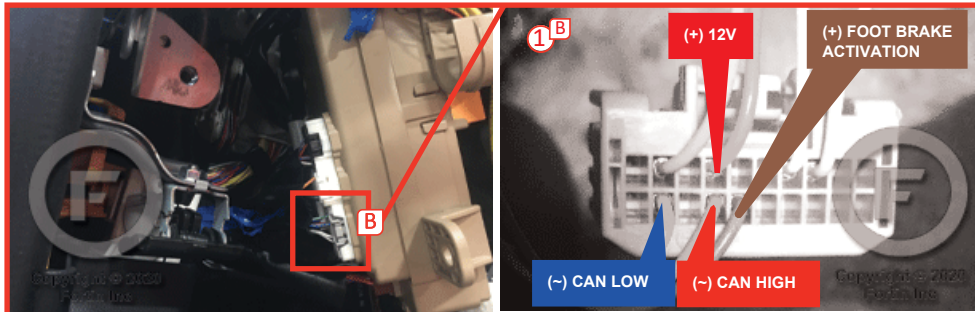 B
F
Copyright © 2020
Fortin Inc
1 B
(+) 12V
(+) FOOT BRAKE
ACTIVATION
F
(~) CAN LOW
(~) CAN HIGH
Copyright © 2020
Fortin Inc